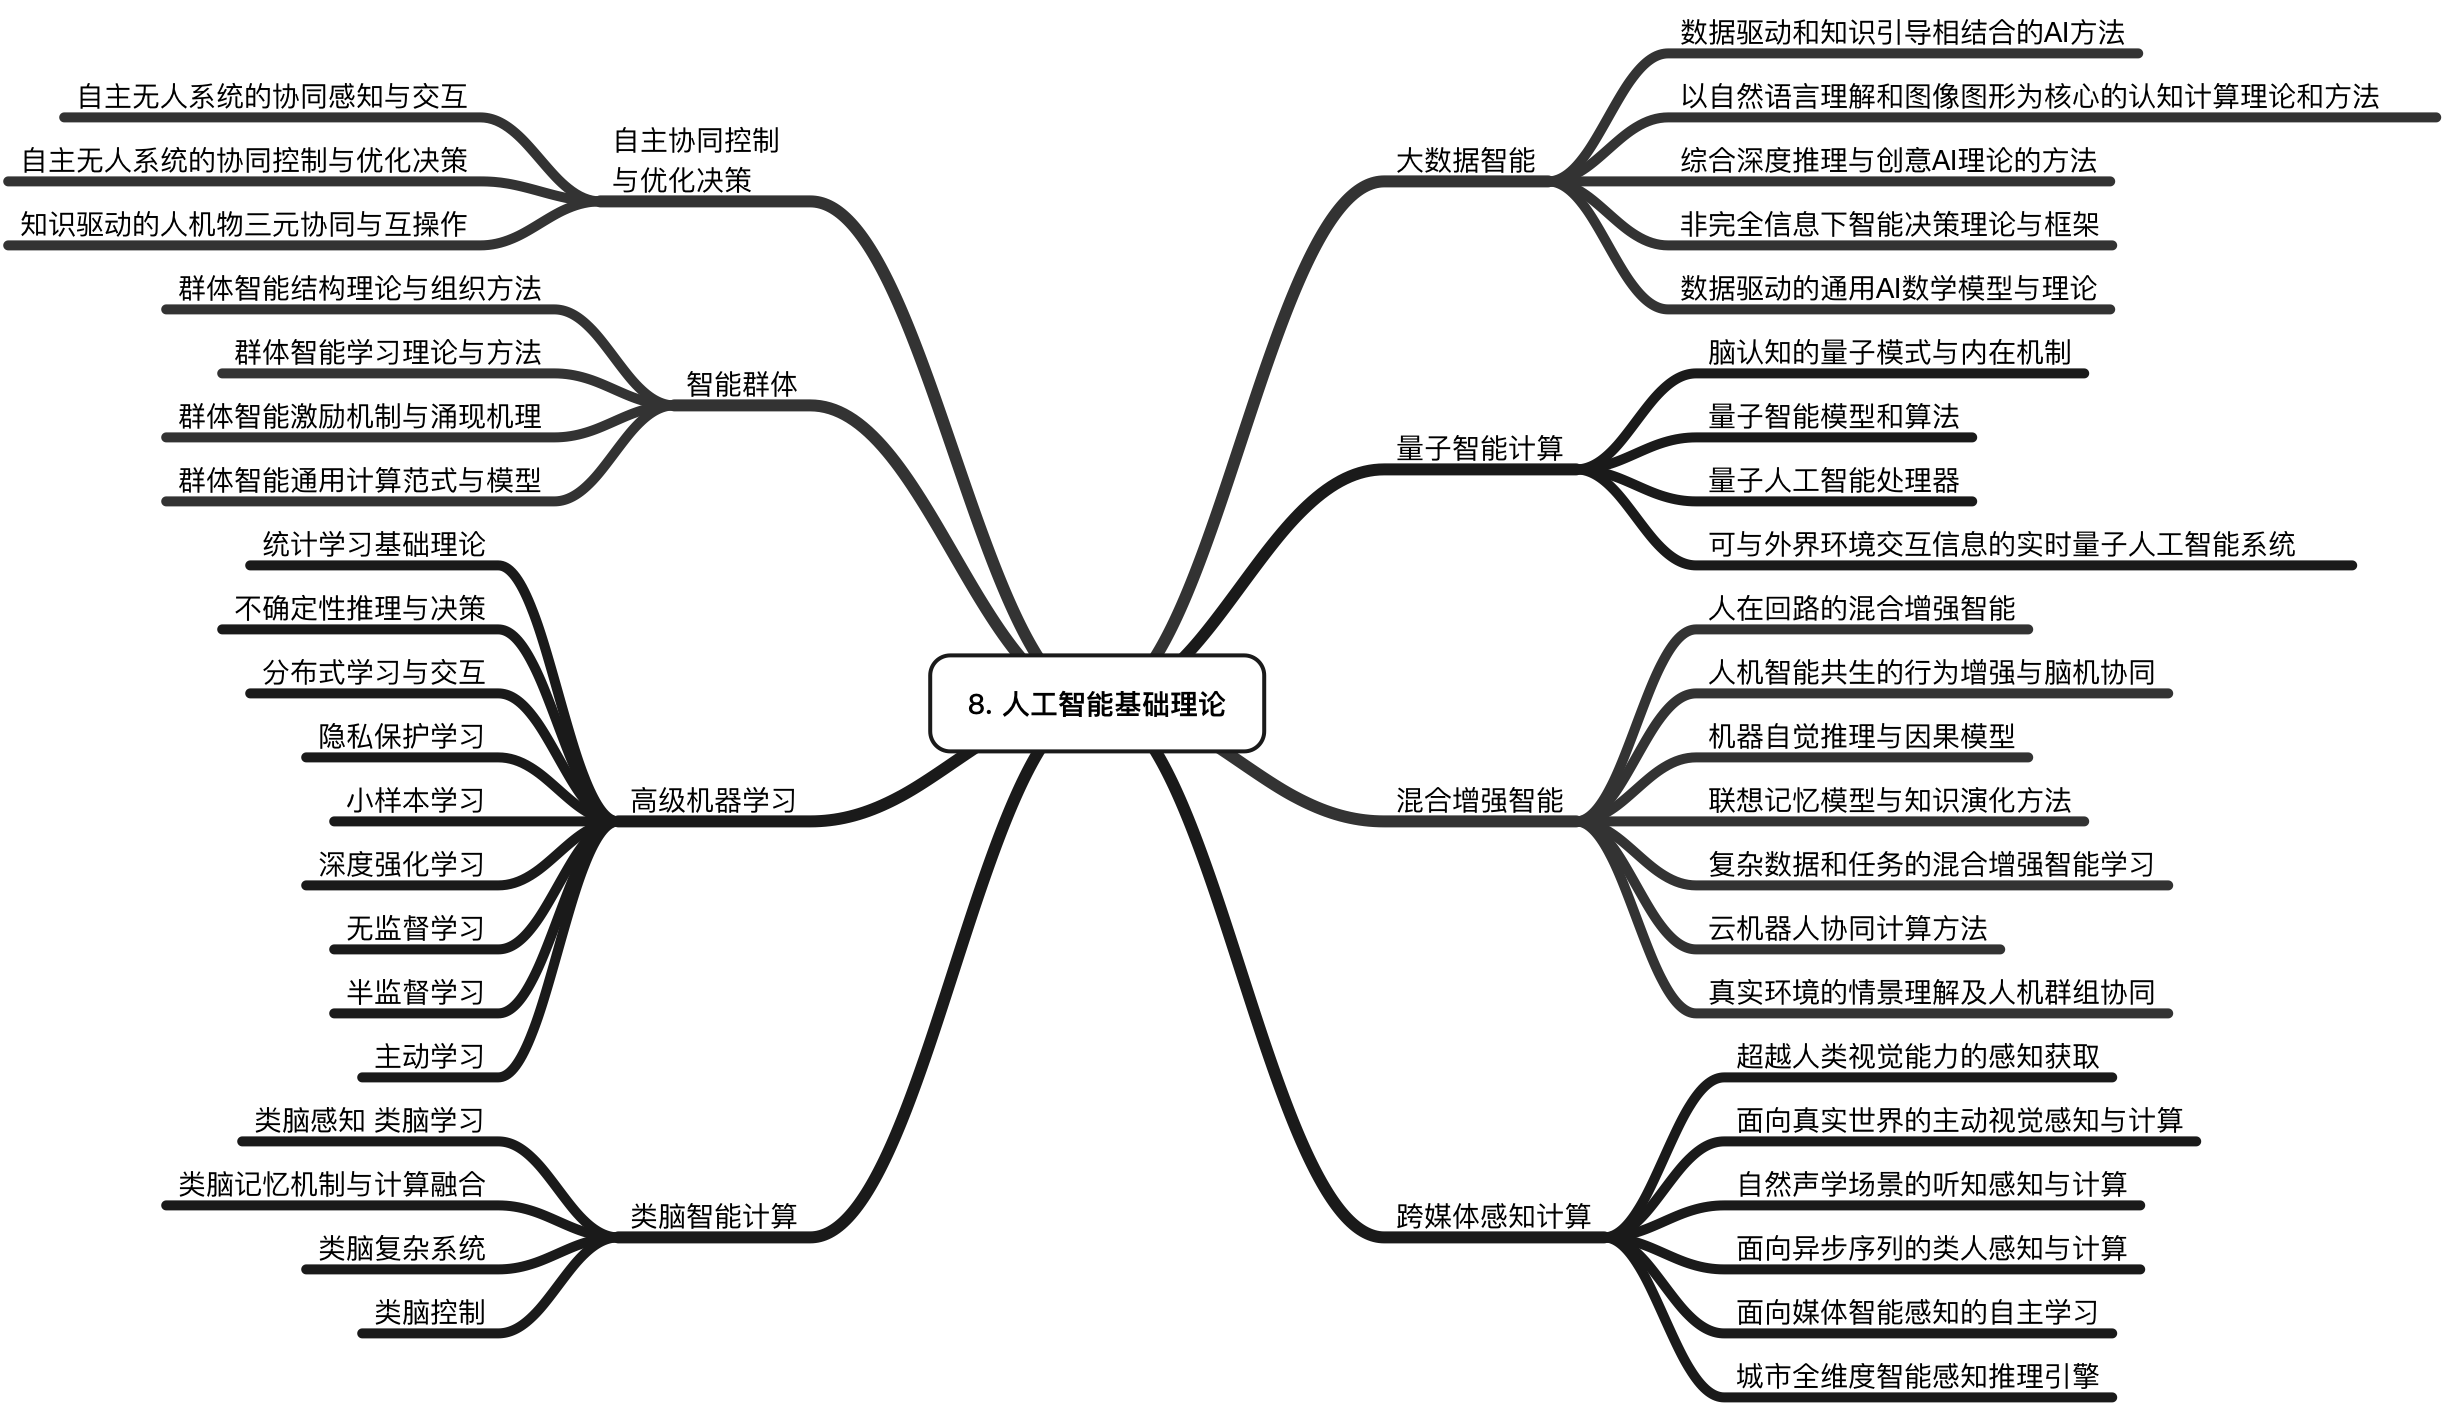 8. 人工智能基础理论
大数据智能
数据驱动和知识引导相结合的AI方法
以自然语言理解和图像图形为核心的认知计算理论和方法
综合深度推理与创意AI理论的方法
非完全信息下智能决策理论与框架
数据驱动的通用AI数学模型与理论
量子智能计算
脑认知的量子模式与内在机制
量子智能模型和算法
量子人工智能处理器
可与外界环境交互信息的实时量子人工智能系统
混合增强智能
人在回路的混合增强智能
人机智能共生的行为增强与脑机协同
机器自觉推理与因果模型
联想记忆模型与知识演化方法
复杂数据和任务的混合增强智能学习
云机器人协同计算方法
真实环境的情景理解及人机群组协同
跨媒体感知计算
超越人类视觉能力的感知获取
面向真实世界的主动视觉感知与计算
自然声学场景的听知感知与计算
面向异步序列的类人感知与计算
面向媒体智能感知的自主学习
城市全维度智能感知推理引擎
自主协同控制
与优化决策
自主无人系统的协同感知与交互
自主无人系统的协同控制与优化决策
知识驱动的人机物三元协同与互操作
智能群体
群体智能结构理论与组织方法
群体智能学习理论与方法
群体智能激励机制与涌现机理
群体智能通用计算范式与模型
高级机器学习
统计学习基础理论
不确定性推理与决策
分布式学习与交互
隐私保护学习
小样本学习
深度强化学习
无监督学习
半监督学习
主动学习
类脑智能计算
类脑感知 类脑学习
类脑记忆机制与计算融合
类脑复杂系统
类脑控制